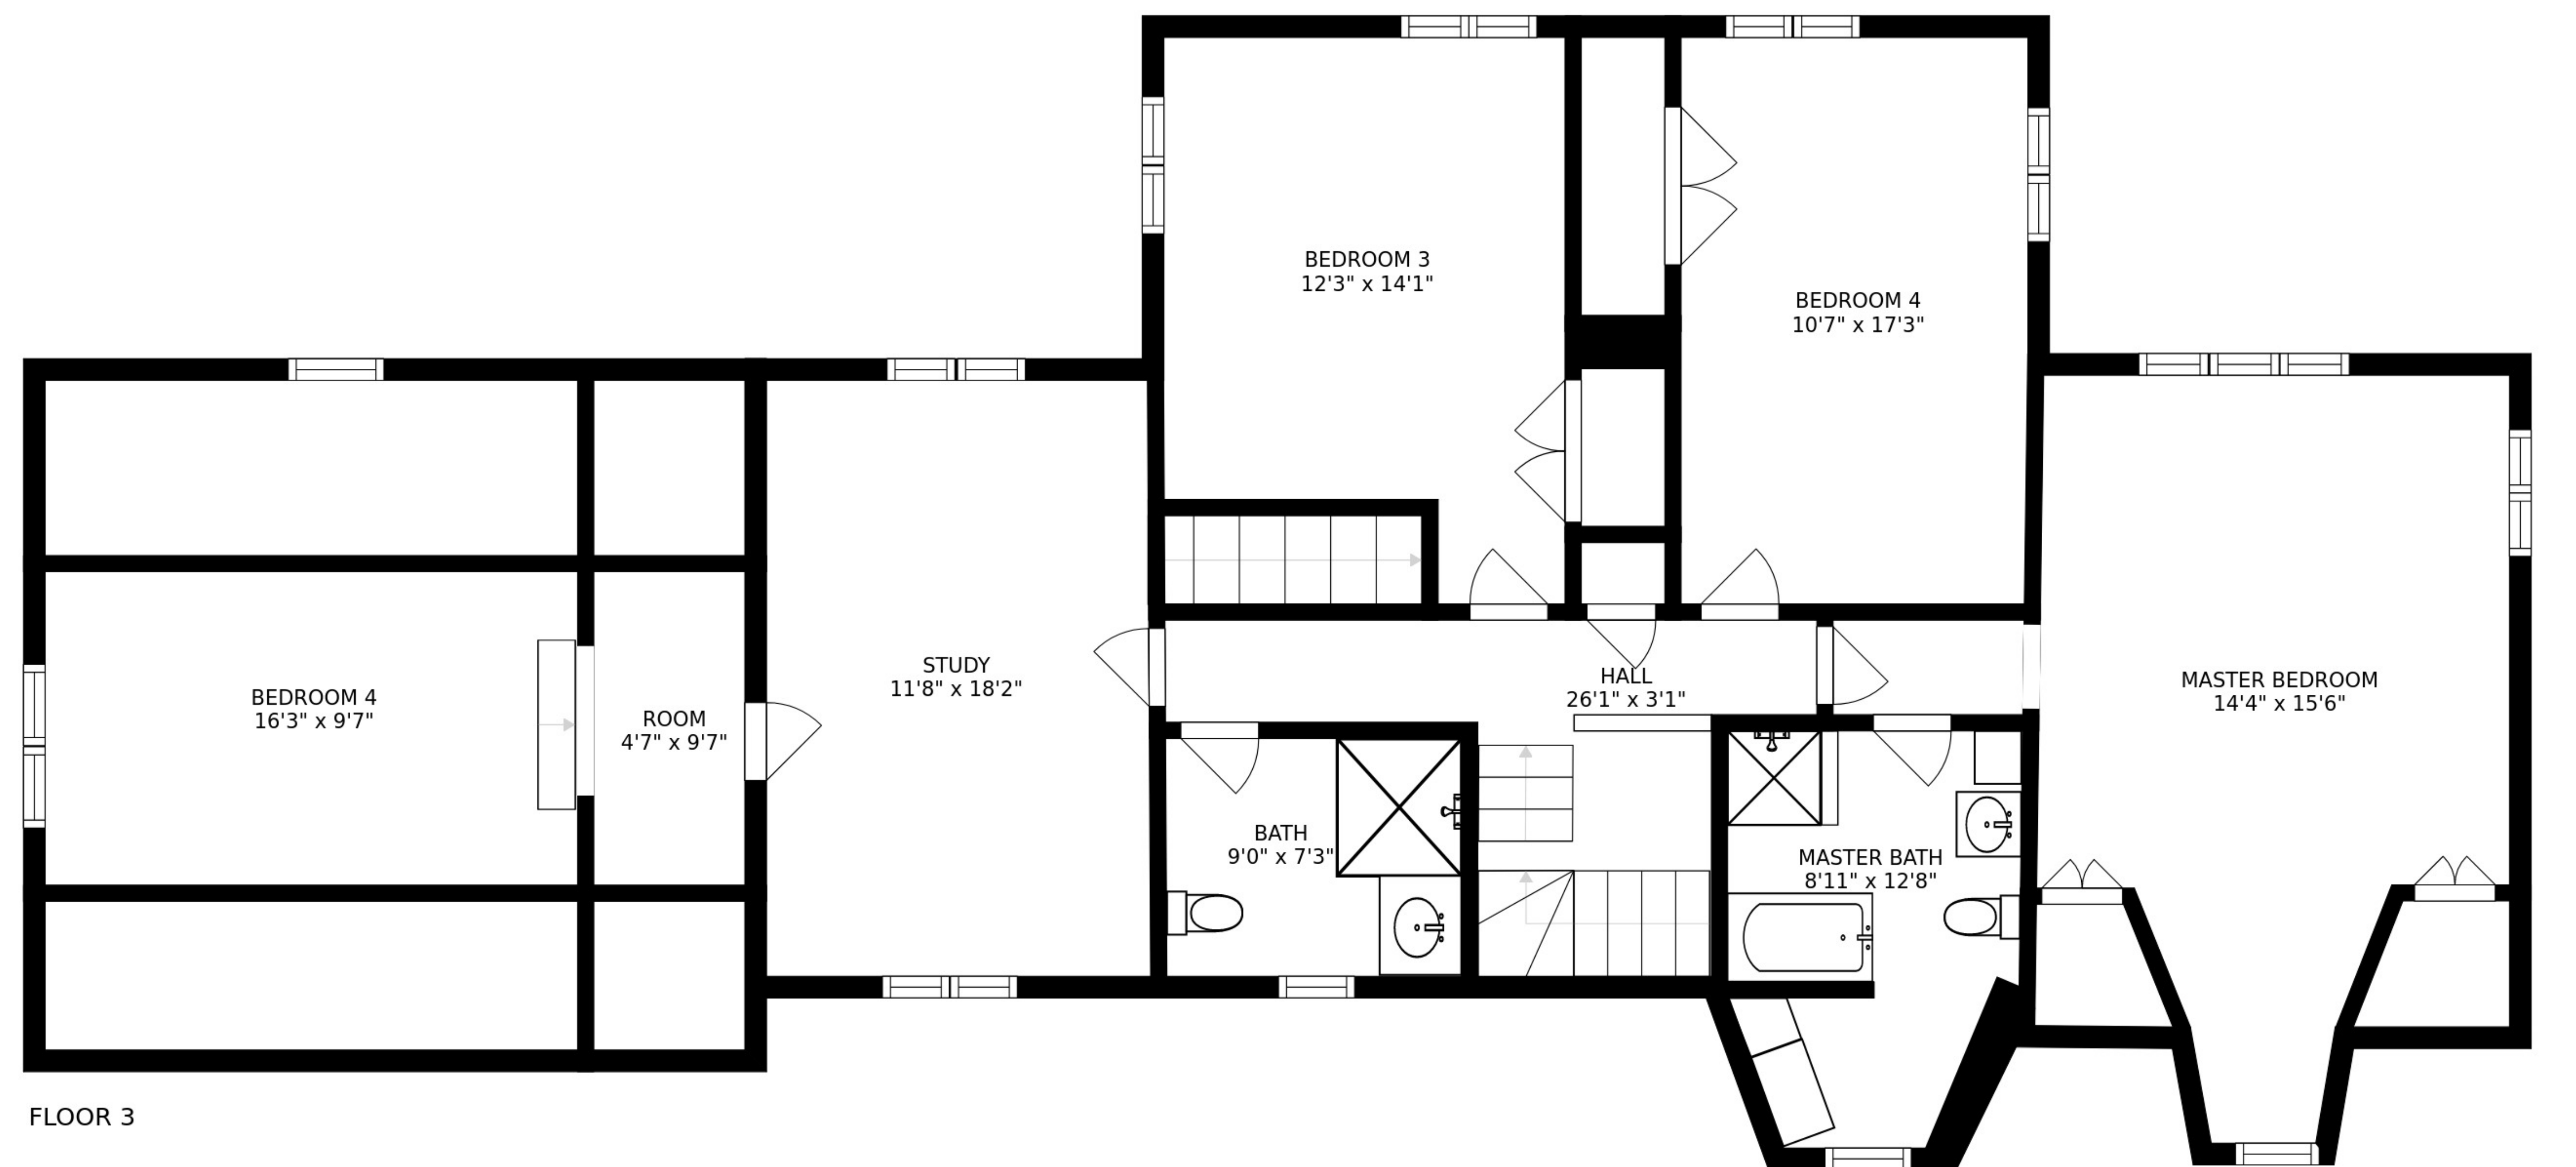 BEDROOM 3
12'3" x 14'1"
BEDROOM 4
10'7" x 17'3"
BEDROOM 4
16'3" x 9'7"
ROOM
4'7" x 9'7"
STUDY
11'8" x 18'2"
HALL
26'1" x 3'1"
MASTER BEDROOM
14'4" x 15'6"
BATH
9'0" x 7'3"
MASTER BATH
8'11" x 12'8"
FLOOR 3